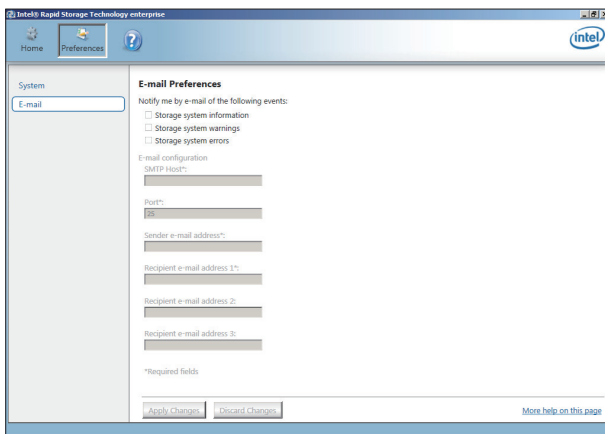 Intel® Rapid Storage Technology enterprise
Home
Preferences
?
intel
System
E-mail
E-mail Preferences
Notify me by e-mail of the following events:
Storage system information
Storage system warnings
Storage system errors
E-mail configuration
SMTP Host*:
Port*:
25
Sender e-mail address*:
Recipient e-mail address 1*:
Recipient e-mail address 2:
Recipient e-mail address 3:
*Required fields
Apply Changes
Discard Changes
More help on this page